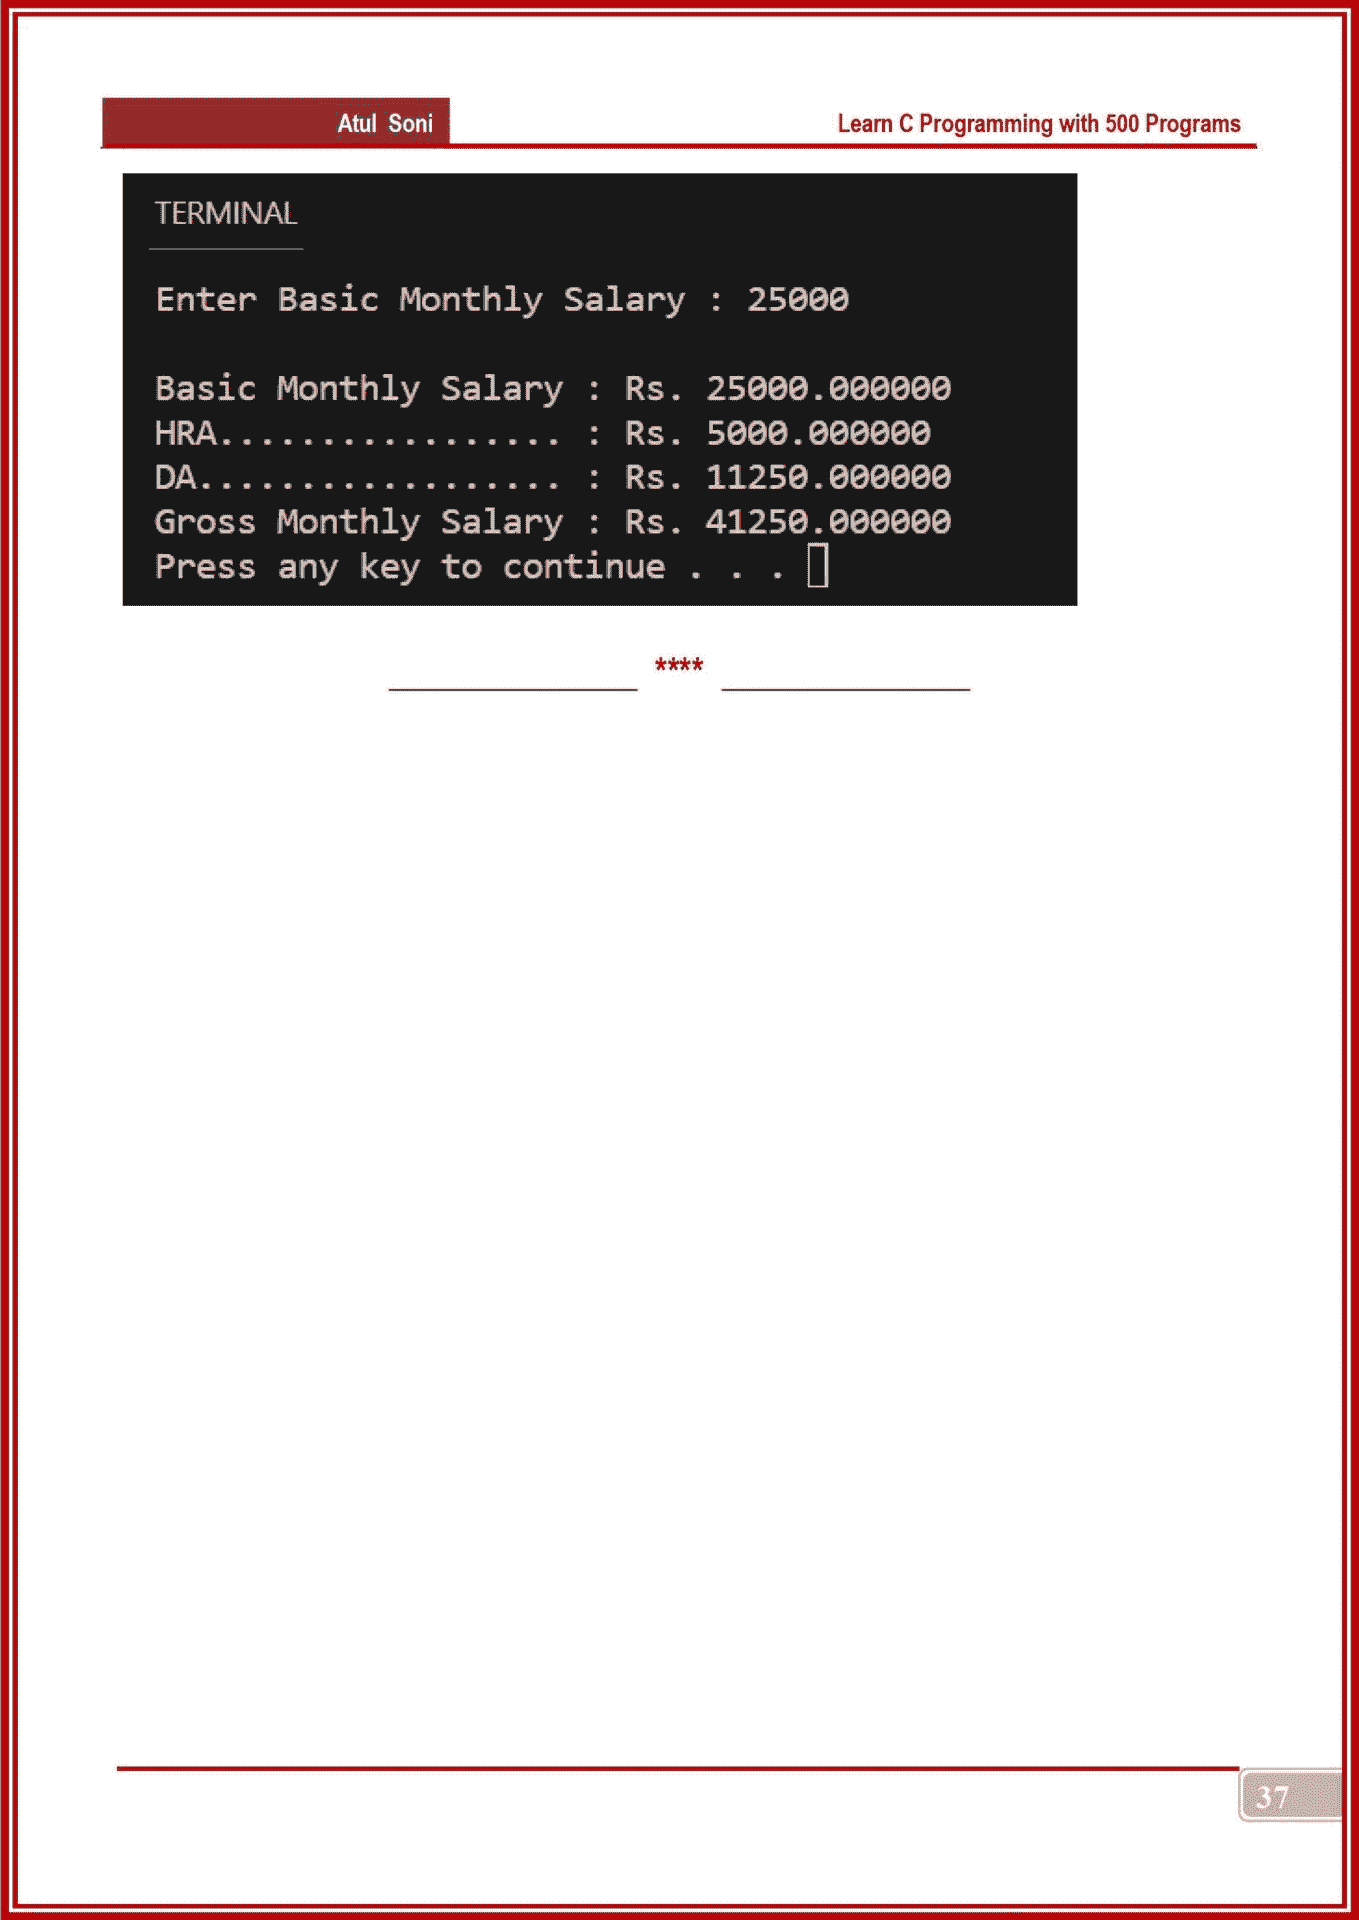 Atul  Soni
Learn C Programming with 500 Programs
TERMINAL
Enter Basic Monthly Salary : 25000
Basic Monthly Salary : Rs. 25000.000000
HRA................. : Rs. 5000.000000
DA.................. : Rs. 11250.000000
Gross Monthly Salary : Rs. 41250.000000
Press any key to continue . . .
****
37